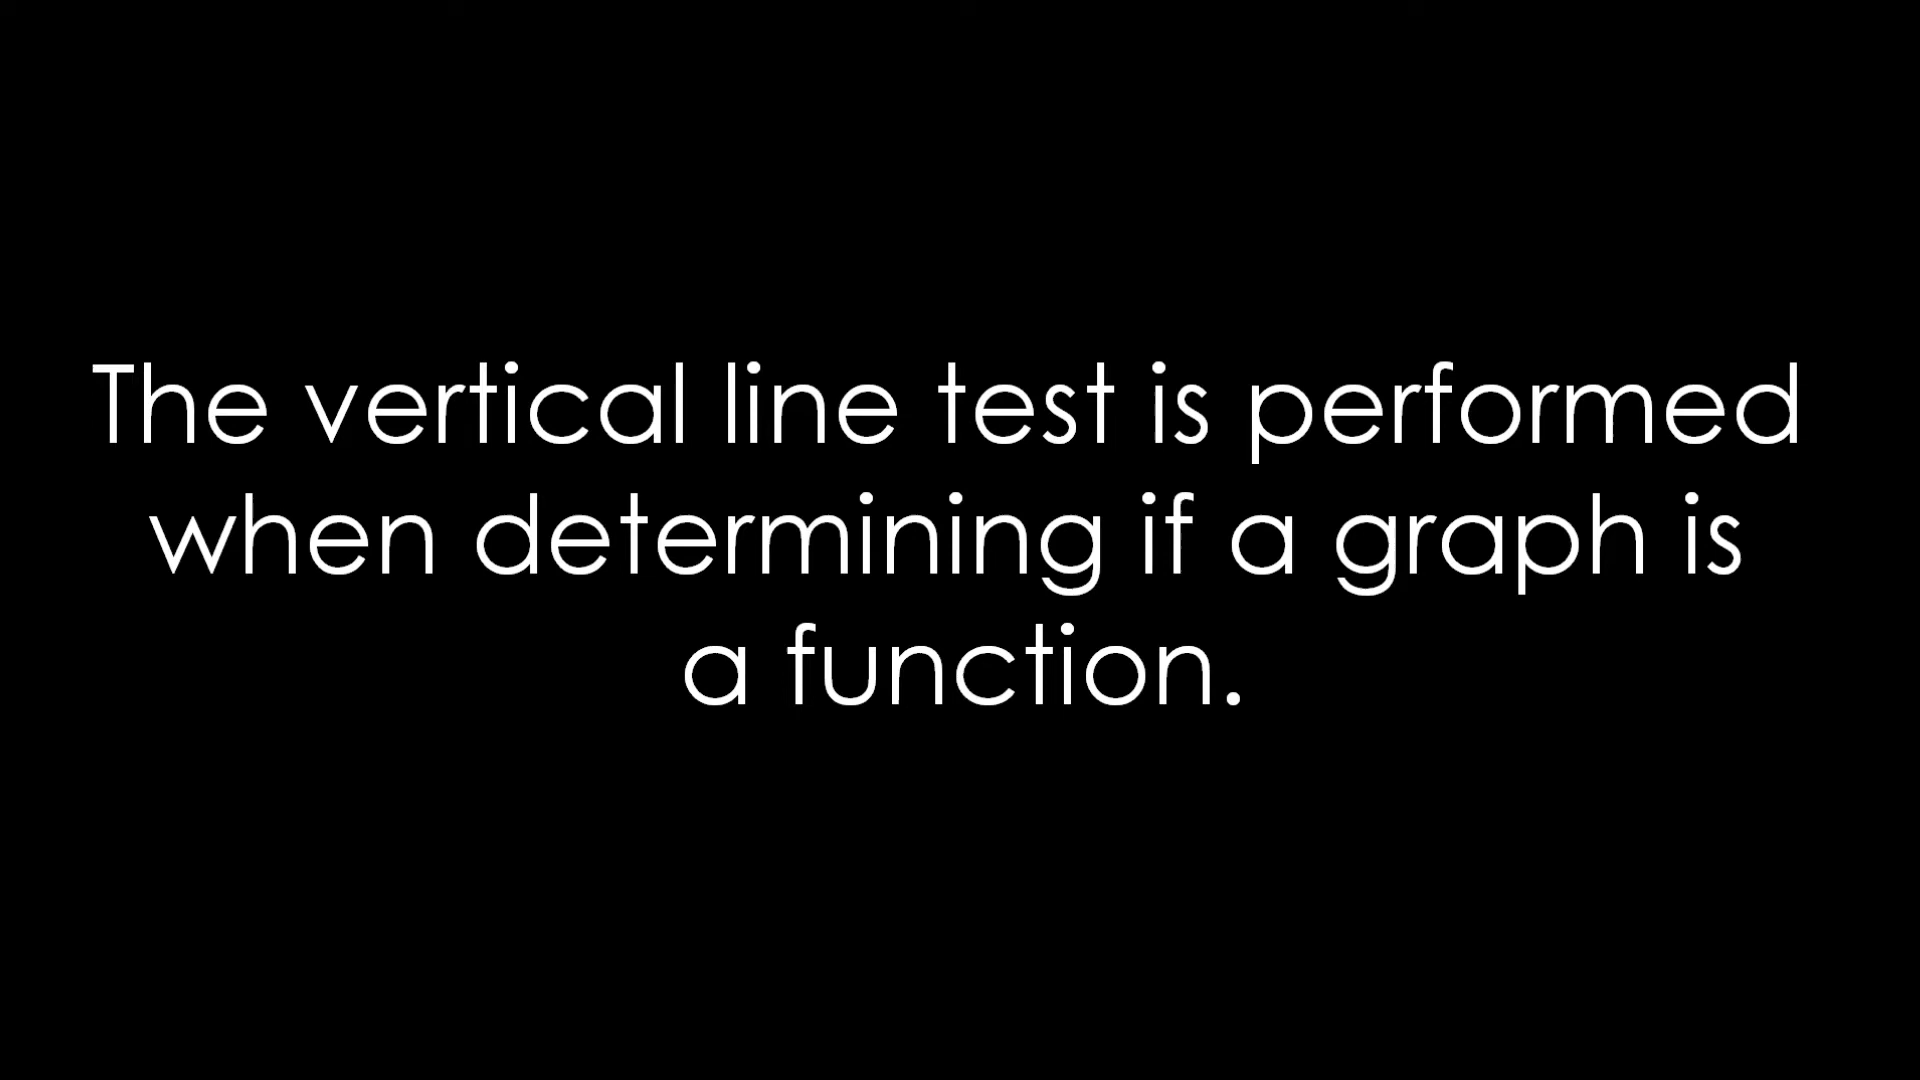 The vertical line test is performed
when determining if a graph is
a function.